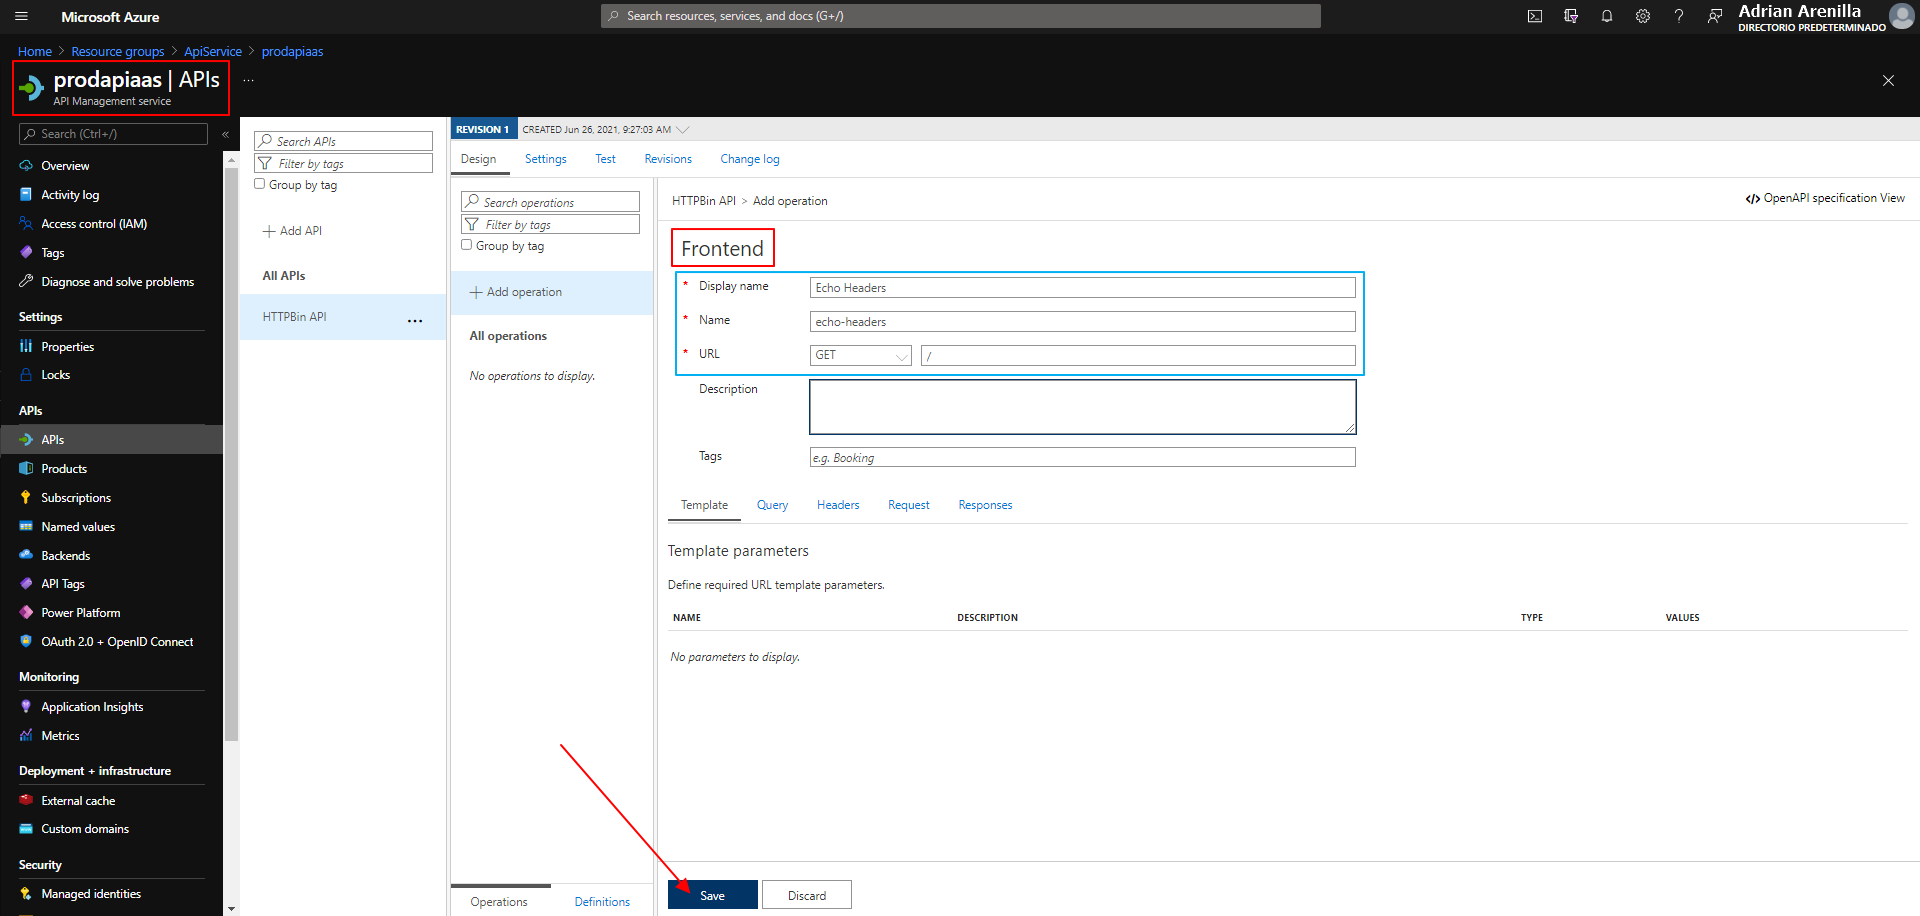 Microsoft Azure
Search resources, services, and docs (G+/)
Adrian Arenilla
DIRECTORIO PREDETERMINADO
Home > Resource groups > ApiService > prodapiaas
prodapiaas | APIs
...
API Management service
Search (Ctrl+/)
«
Overview
Activity log
Access control (IAM)
Tags
Diagnose and solve problems
Settings
Properties
Locks
APIs
APIs
Products
Subscriptions
Named values
Backends
API Tags
Power Platform
OAuth 2.0 + OpenID Connect
Monitoring
Application Insights
Metrics
Deployment + infrastructure
External cache
Custom domains
Security
Managed identities
Search APIs
Filter by tags
Group by tag
+ Add API
All APIs
HTTPBin API
...
REVISION 1
CREATED Jun 26, 2021, 9:27:03 AM
Design
Settings
Test
Revisions
Change log
Search operations
Filter by tags
Group by tag
+ Add operation
All operations
No operations to display.
Operations
Definitions
HTTPBin API > Add operation
</> OpenAPI specification View
Frontend
* Display name
Echo Headers
* Name
echo-headers
* URL
GET
/
Description
Tags
e.g. Booking
Template
Query
Headers
Request
Responses
Template parameters
Define required URL template parameters.
NAME
DESCRIPTION
TYPE
VALUES
No parameters to display.
Save
Discard